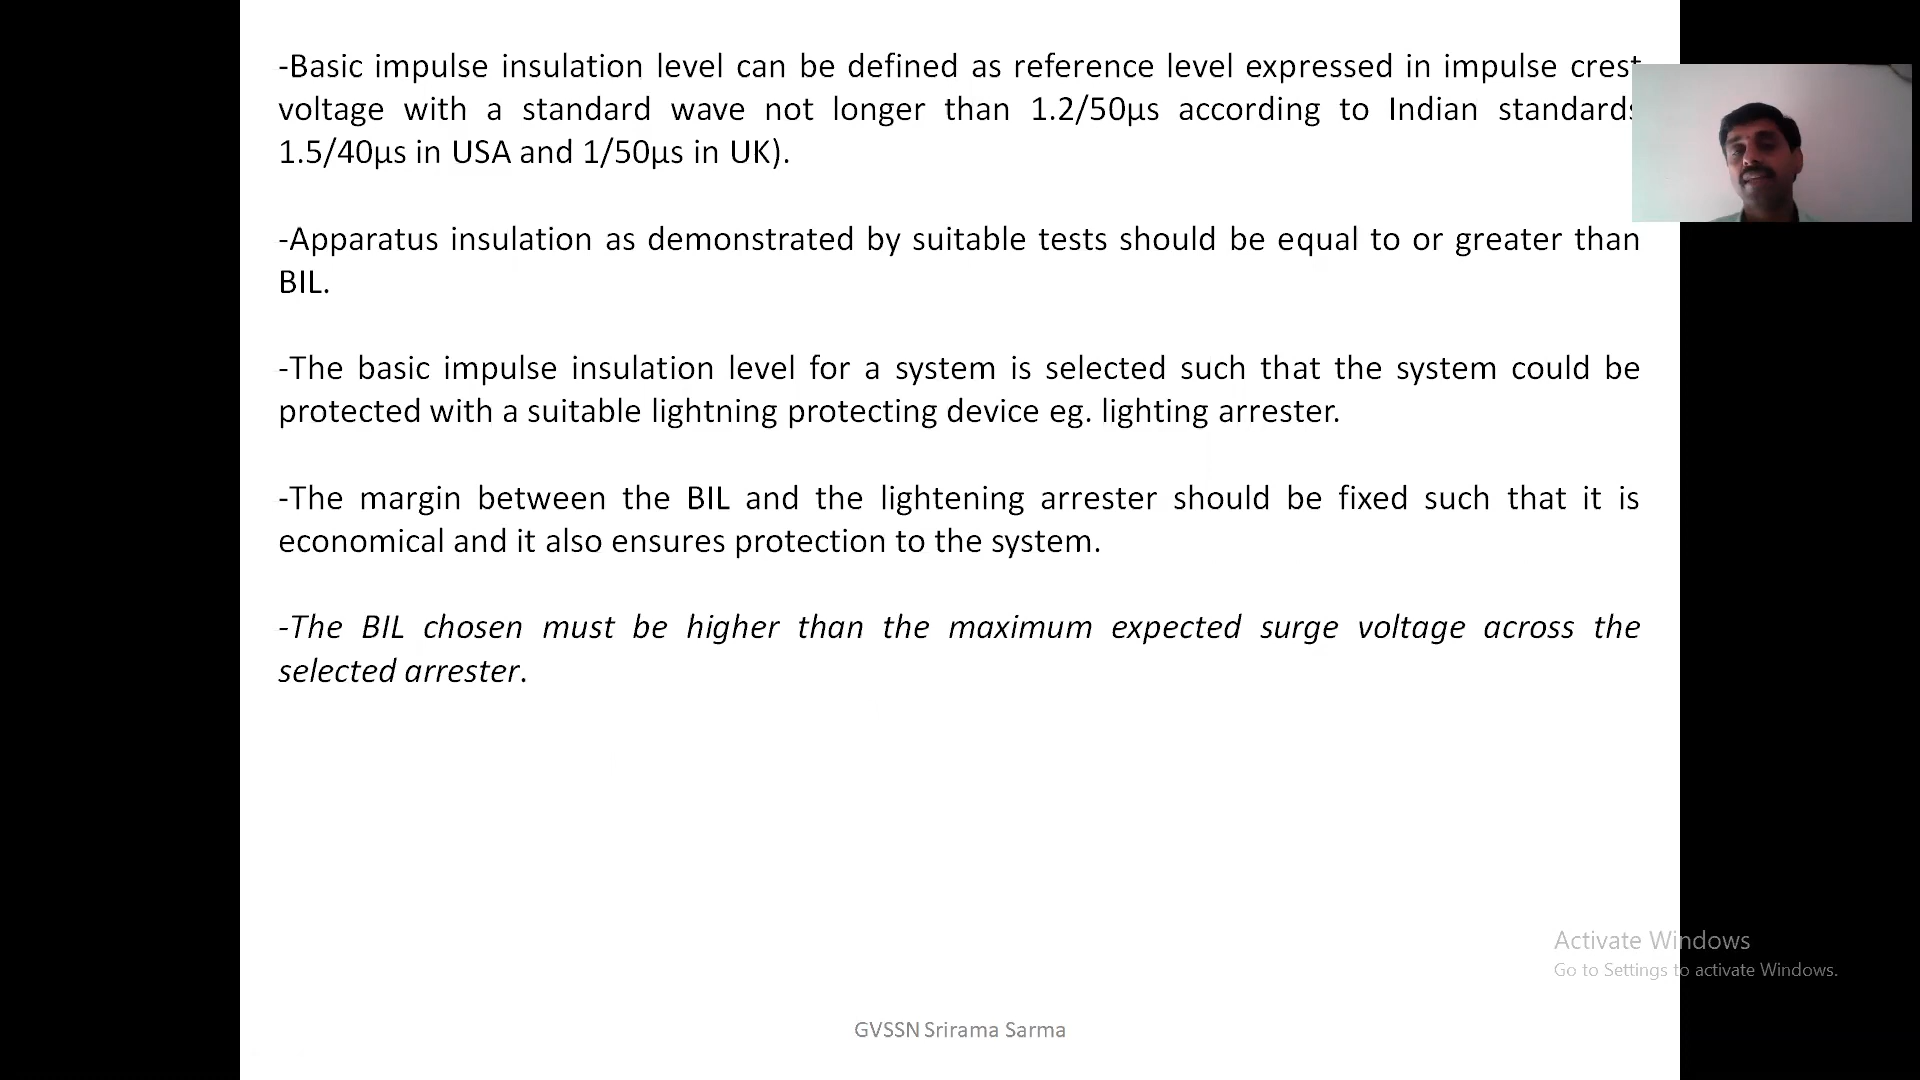 -Basic impulse insulation level can be defined as reference level expressed in impulse crest
voltage with a standard wave not longer than 1.2/50µs according to Indian standards
1.5/40µs in USA and 1/50µs in UK).
-Apparatus insulation as demonstrated by suitable tests should be equal to or greater than
BIL.
-The basic impulse insulation level for a system is selected such that the system could be
protected with a suitable lightning protecting device eg. lighting arrester.
-The margin between the BIL and the lightening arrester should be fixed such that it is
economical and it also ensures protection to the system.
-The BIL chosen must be higher than the maximum expected surge voltage across the
selected arrester.
Activate Windows
Go to Settings to activate Windows.
GVSSN Srirama Sarma